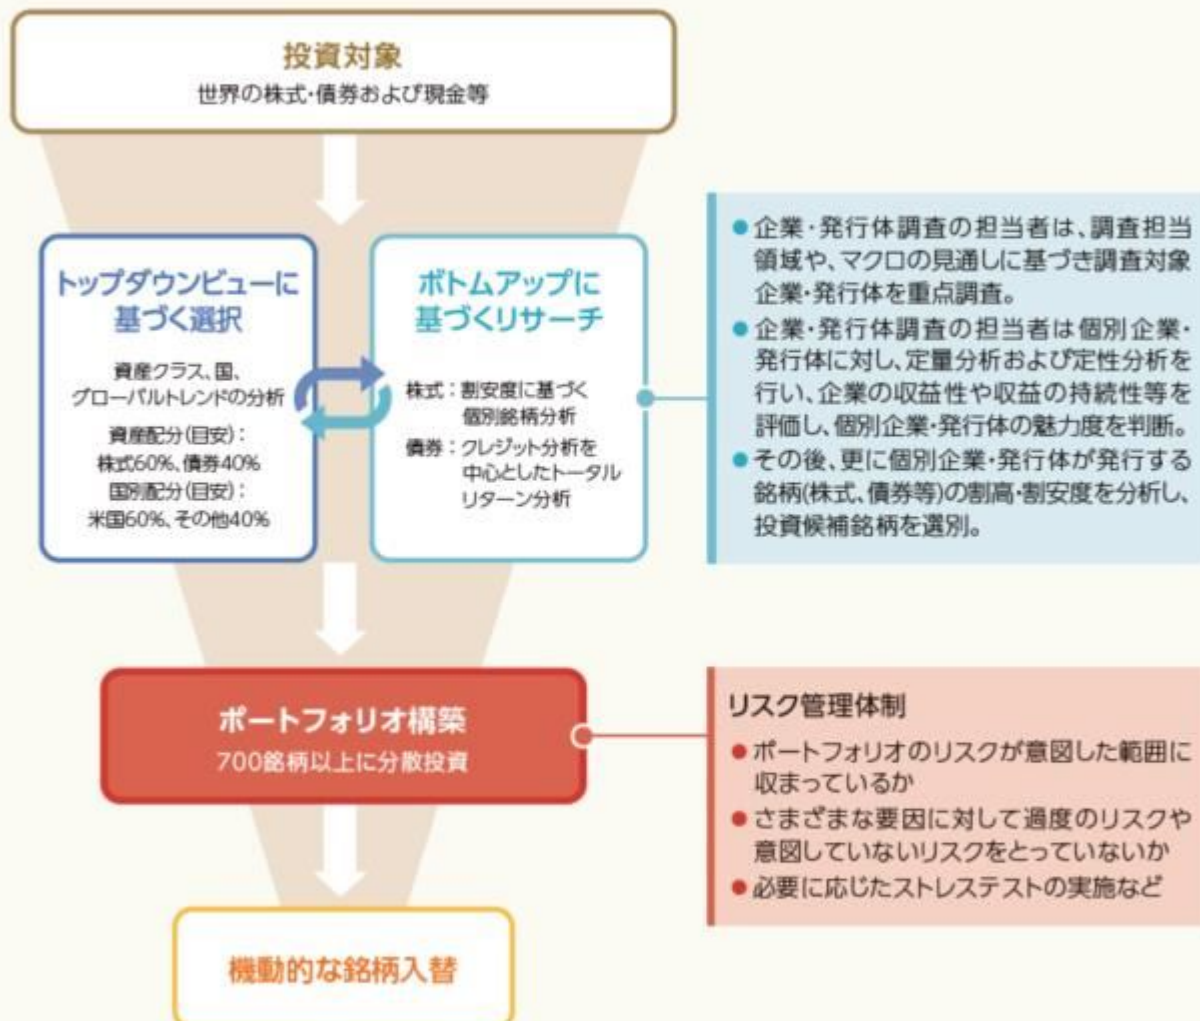 投資対象
世界の株式・債券および現金等
トップダウンビューに
基づく選択
資産クラス、国、
グローバルトレンドの分析
資産配分(目安)：
株式60%、債券40%
国別配分(目安)：
米国60%、その他40%
ボトムアップに
基づくリサーチ
株式：割安度に基づく
個別銘柄分析
債券：クレジット分析を
中心としたトータル
リターン分析
●企業・発行体調査の担当者は、調査担当
領域や、マクロの見通しに基づき調査対象
企業・発行体を重点調査。
●企業・発行体調査の担当者は個別企業・
発行体に対し、定量分析および定性分析を
行い、企業の収益性や収益の持続性等を
評価し、個別企業・発行体の魅力度を判断。
●その後、更に個別企業・発行体が発行する
銘柄(株式、債券等)の割高・割安度を分析し、
投資候補銘柄を選別。
ポートフォリオ構築
700銘柄以上に分散投資
リスク管理体制
●ポートフォリオのリスクが意図した範囲に
収まっているか
●さまざまな要因に対して過度のリスクや
意図していないリスクをとっていないか
●必要に応じたストレステストの実施など
機動的な銘柄入替